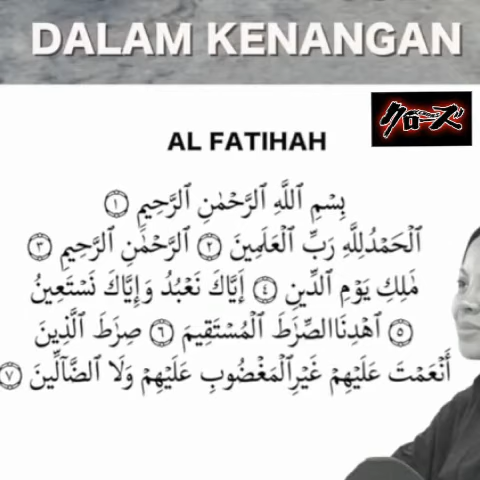 DALAM KENANGAN
クローズ
AL FATIHAH
بِسْمِ ٱللَّهِ ٱلرَّحْمَٰنِ ٱلرَّحِيمِ ۝١
ٱلْحَمْدُلِلَّهِ رَبِّ ٱلْعَٰلَمِينَ ۝٢ ٱلرَّحْمَٰنِ ٱلرَّحِيمِ ۝٣
مَٰلِكِ يَوْمِ ٱلدِّينِ ۝٤ إِيَّاكَ نَعْبُدُ وَإِيَّاكَ نَسْتَعِينُ
۝٥ ٱهْدِنَاالصِّرَٰطَ ٱلْمُسْتَقِيمَ ۝٦ صِرَٰطَ ٱلَّذِينَ
أَنْعَمْتَ عَلَيْهِمْ غَيْرِٱلْمَغْضُوبِ عَلَيْهِمْ وَلَا ٱلضَّآلِّينَ ۝٧